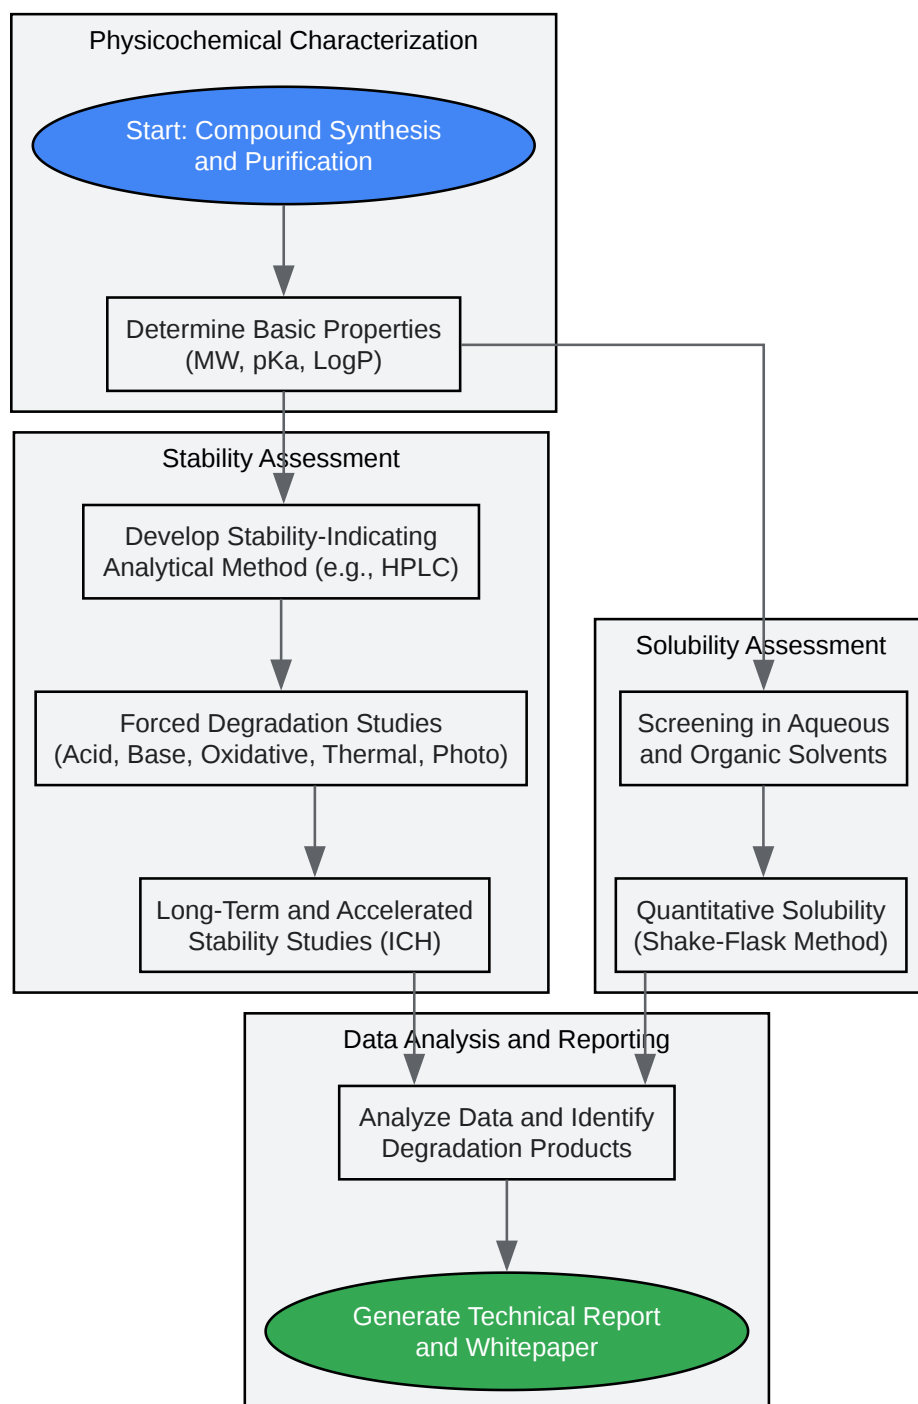 Physicochemical Characterization
Start: Compound Synthesis
and Purification
Determine Basic Properties
(MW, pKa, LogP)
Stability Assessment
Develop Stability-Indicating
Analytical Method (e.g., HPLC)
Forced Degradation Studies
(Acid, Base, Oxidative, Thermal, Photo)
Long-Term and Accelerated
Stability Studies (ICH)
Solubility Assessment
Screening in Aqueous
and Organic Solvents
Quantitative Solubility
(Shake-Flask Method)
Data Analysis and Reporting
Analyze Data and Identify
Degradation Products
Generate Technical Report
and Whitepaper